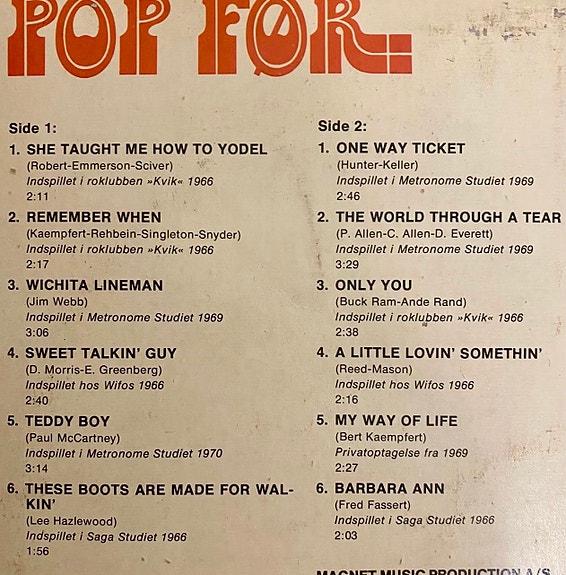 POP FØR...
Side 1:
1. SHE TAUGHT ME HOW TO YODEL
(Robert-Emmerson-Sciver)
Indspillet i roklubben »Kvik« 1966
2:11
2. REMEMBER WHEN
(Kaempfert-Rehbein-Singleton-Snyder)
Indspillet i roklubben »Kvik« 1966
2:17
3. WICHITA LINEMAN
(Jim Webb)
Indspillet i Metronome Studiet 1969
3:06
4. SWEET TALKIN' GUY
(D. Morris-E. Greenberg)
Indspillet hos Wifos 1966
2:40
5. TEDDY BOY
(Paul McCartney)
Indspillet i Metronome Studiet 1970
3:14
6. THESE BOOTS ARE MADE FOR WAL-
KIN'
(Lee Hazlewood)
Indspillet i Saga Studiet 1966
1:56
Side 2:
1. ONE WAY TICKET
(Hunter-Keller)
Indspillet i Metronome Studiet 1969
2:46
2. THE WORLD THROUGH A TEAR
(P. Allen-C. Allen-D. Everett)
Indspillet i Metronome Studiet 1969
3:29
3. ONLY YOU
(Buck Ram-Ande Rand)
Indspillet i roklubben »Kvik« 1966
2:38
4. A LITTLE LOVIN' SOMETHIN'
(Reed-Mason)
Indspillet hos Wifos 1966
2:16
5. MY WAY OF LIFE
(Bert Kaempfert)
Privatoptagelse fra 1969
2:27
6. BARBARA ANN
(Fred Fassert)
Indspillet i Saga Studiet 1966
2:03
MAGNET MUSIC PRODUCTION A/S